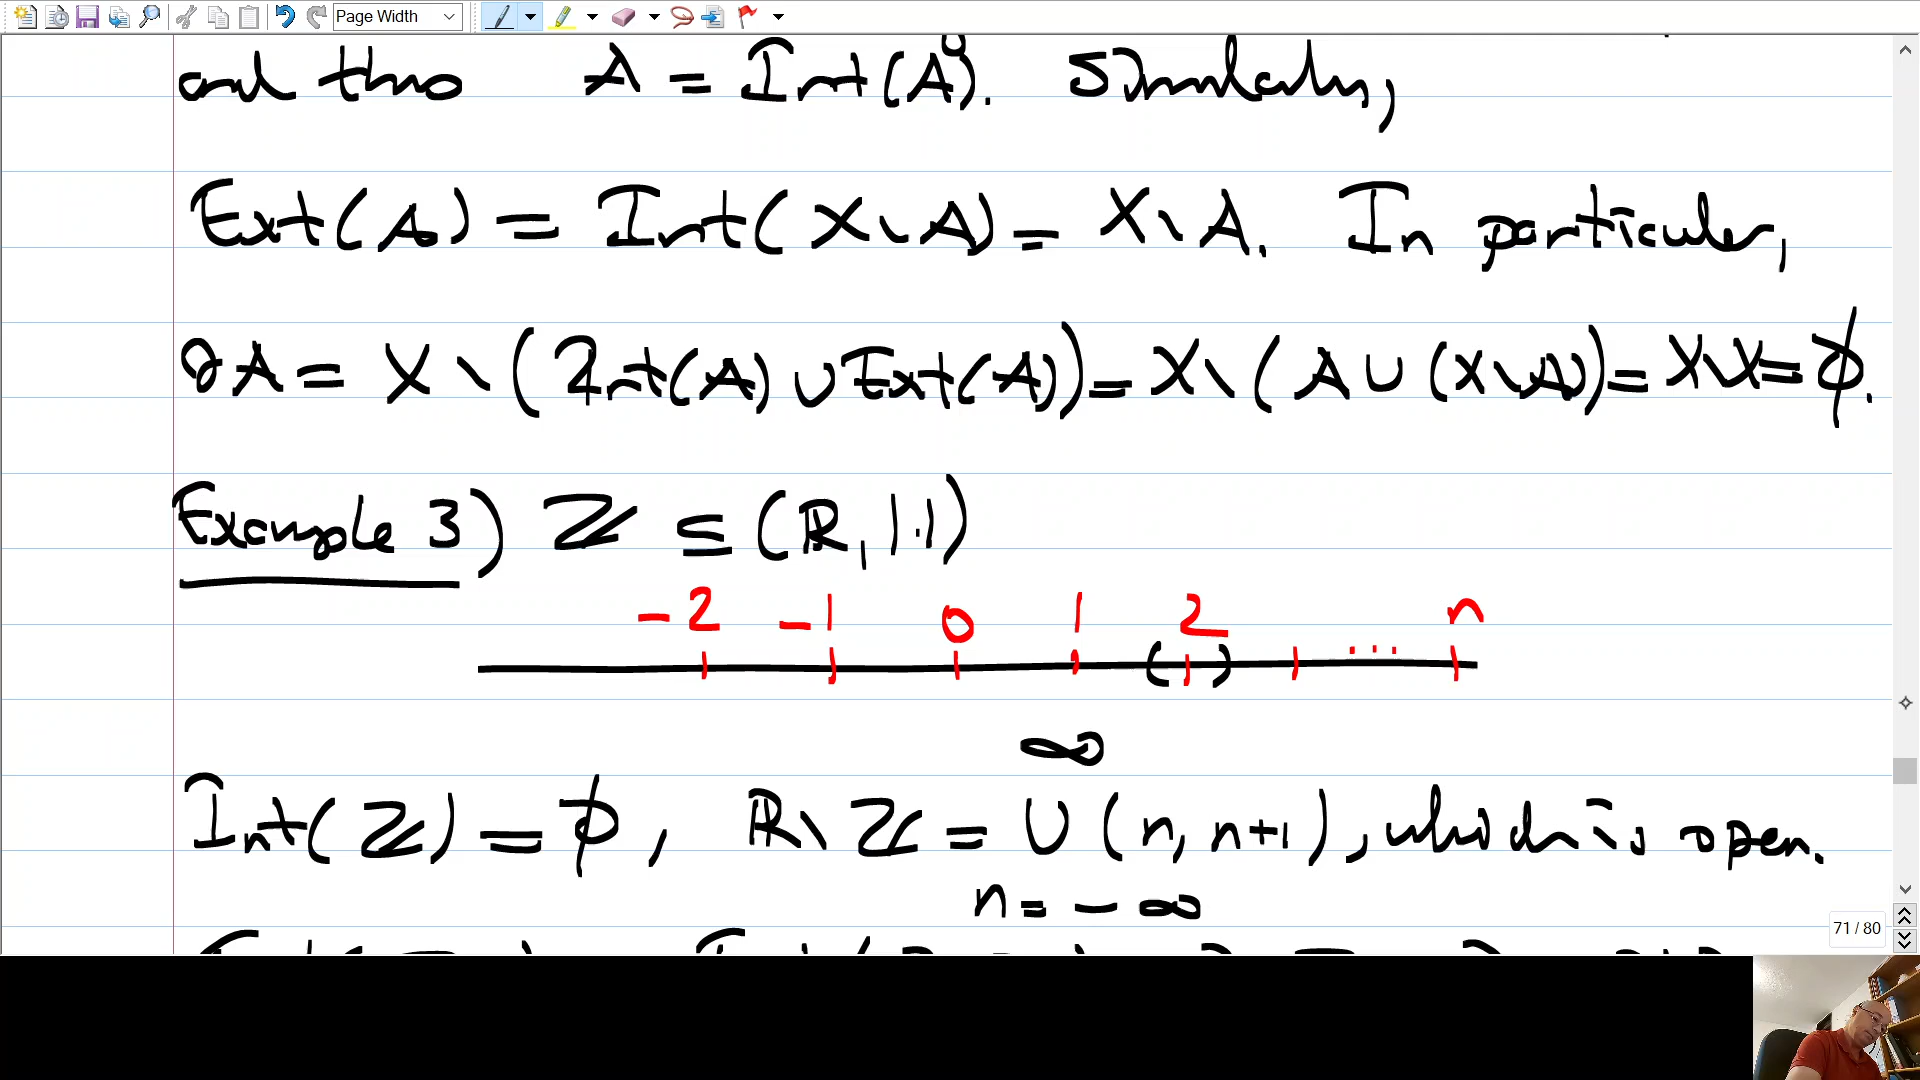 Page Width
and thus A = Int(A). Similarly,
Ext(A) = Int(X\A) = X\A. In particular,
∂A = X\(Int(A)∪Ext(A)) = X\(A∪(X\A)) = X\X = ϕ.
Example 3) ℤ ⊆ (ℝ, |·|)
-2 -1 0 1 2 n
( ) ...
∞
Int(ℤ) = ϕ, ℝ\ℤ = ∪ (n, n+1), which is open.
n = -∞
71 / 80